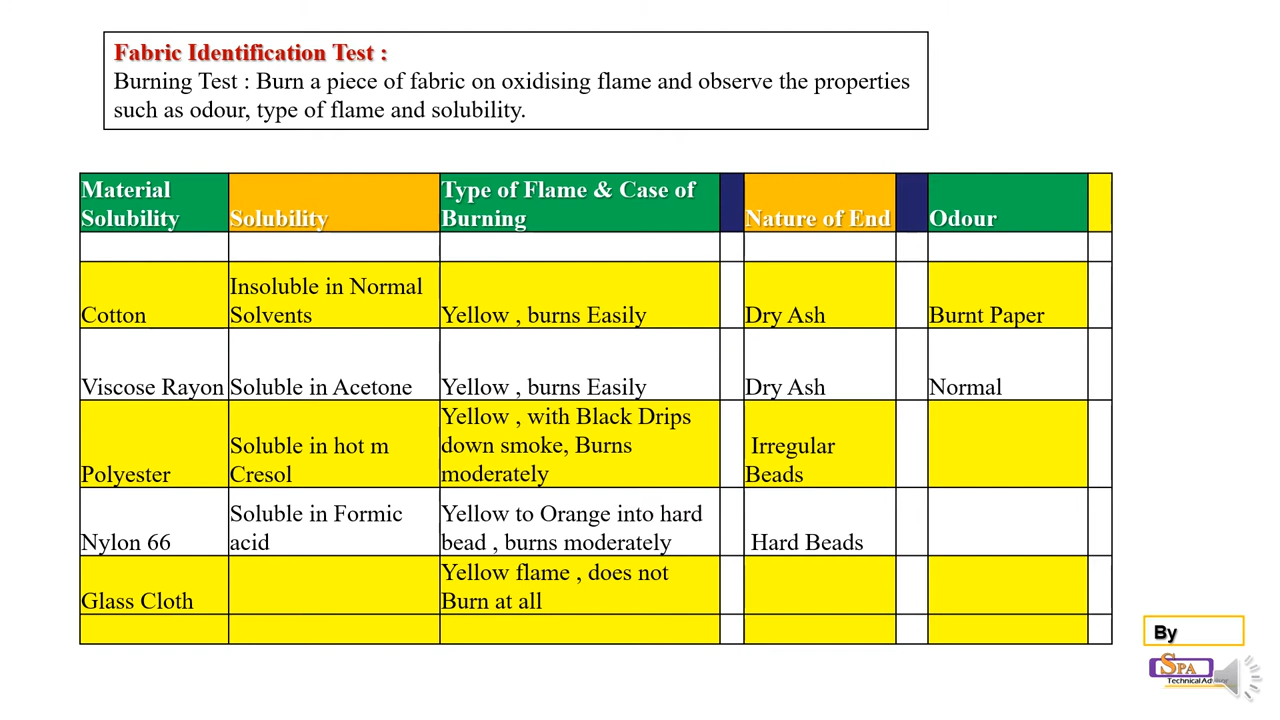 Fabric Identification Test :
Burning Test : Burn a piece of fabric on oxidising flame and observe the properties
such as odour, type of flame and solubility.
Material
Solubility
Solubility
Type of Flame & Case of
Burning
Nature of End
Odour
Cotton
Insoluble in Normal
Solvents
Yellow , burns Easily
Dry Ash
Burnt Paper
Viscose Rayon
Soluble in Acetone
Yellow , burns Easily
Dry Ash
Normal
Polyester
Soluble in hot m
Cresol
Yellow , with Black Drips
down smoke, Burns
moderately
Irregular
Beads
Nylon 66
Soluble in Formic
acid
Yellow to Orange into hard
bead , burns moderately
Hard Beads
Glass Cloth
Yellow flame , does not
Burn at all
By
SPA
Technical